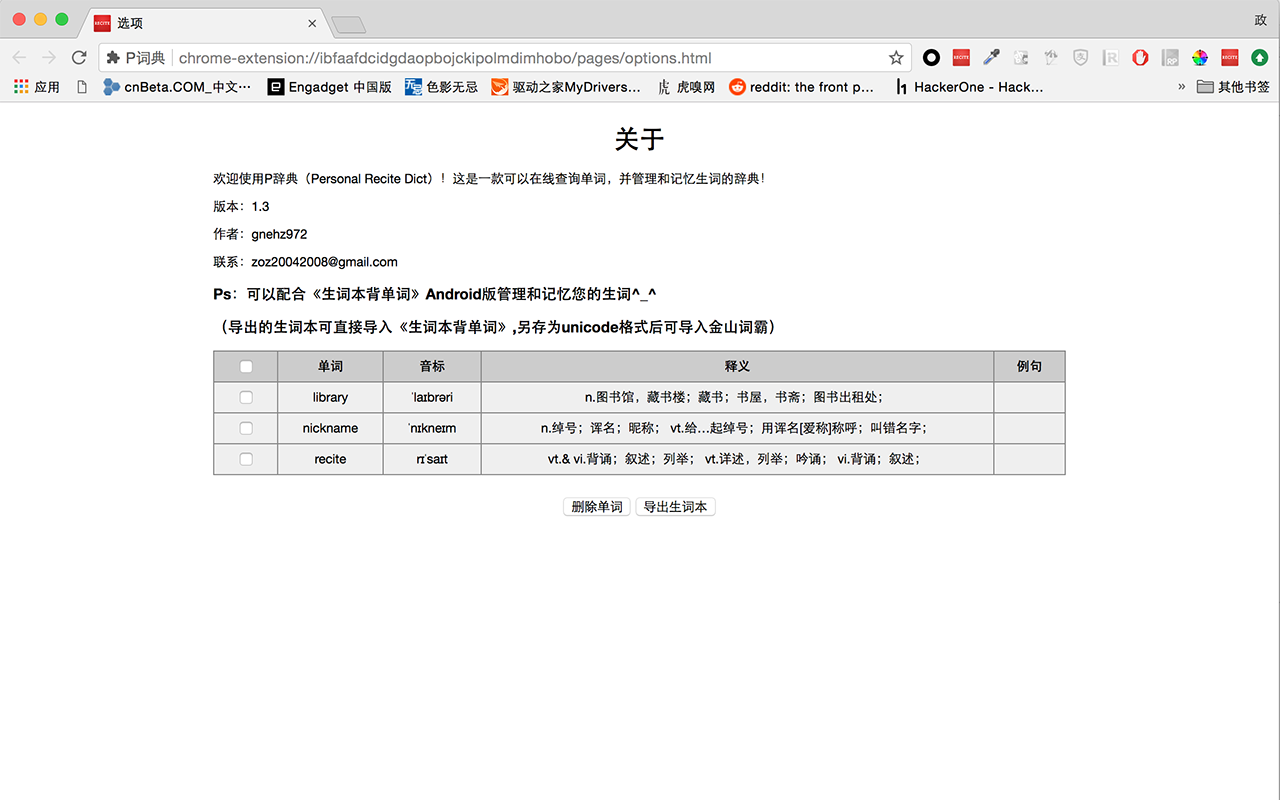 选项
政
P词典 chrome-extension://ibfaafdcidgdaopbojckipolmdimhobo/pages/options.html
RECITE
RECITE
RECITE
R
RP
应用 cnBeta.COM_中文… Engadget 中国版 色影无忌 驱动之家MyDrivers… 虎嗅网 reddit: the front p… HackerOne - Hack… » 其他书签
关于
欢迎使用P辞典（Personal Recite Dict）！这是一款可以在线查询单词，并管理和记忆生词的辞典！
版本：1.3
作者：gnehz972
联系：zoz20042008@gmail.com
Ps：可以配合《生词本背单词》Android版管理和记忆您的生词^_^
（导出的生词本可直接导入《生词本背单词》,另存为unicode格式后可导入金山词霸）
单词 音标 释义 例句
library ˈlaɪbrəri n.图书馆，藏书楼；藏书；书屋，书斋；图书出租处；
nickname ˈnɪkneɪm n.绰号；诨名；昵称； vt.给…起绰号；用诨名[爱称]称呼；叫错名字；
recite rɪˈsaɪt vt.& vi.背诵；叙述；列举； vt.详述，列举；吟诵； vi.背诵；叙述；
删除单词 导出生词本